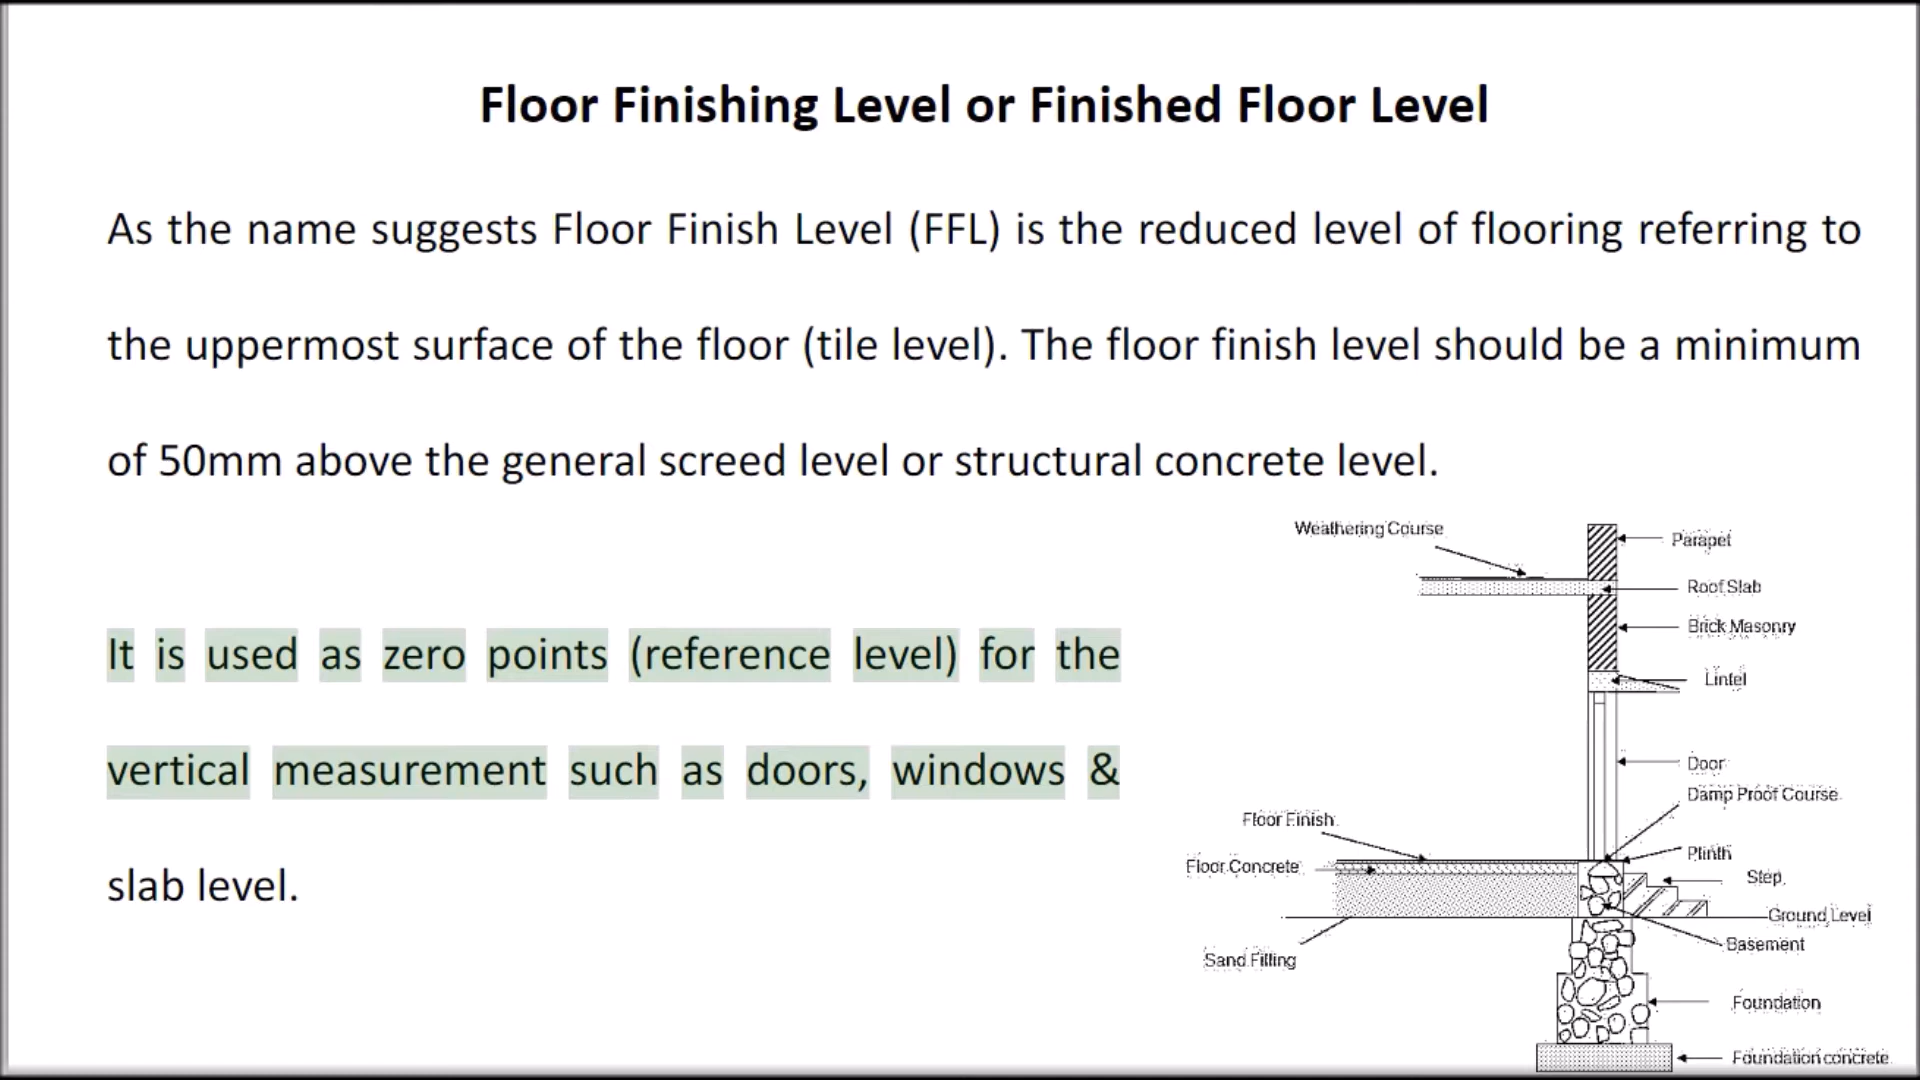 Floor Finishing Level or Finished Floor Level
As the name suggests Floor Finish Level (FFL) is the reduced level of flooring referring to
the uppermost surface of the floor (tile level). The floor finish level should be a minimum
of 50mm above the general screed level or structural concrete level.
It is used as zero points (reference level) for the
vertical measurement such as doors, windows &
slab level.
Weathering Course
Parapet
Roof Slab
Brick Masonry
Lintel
Door
Damp Proof Course
Floor Finish
Plinth
Floor Concrete
Step
Ground Level
Basement
Sand Filling
Foundation
Foundation concrete